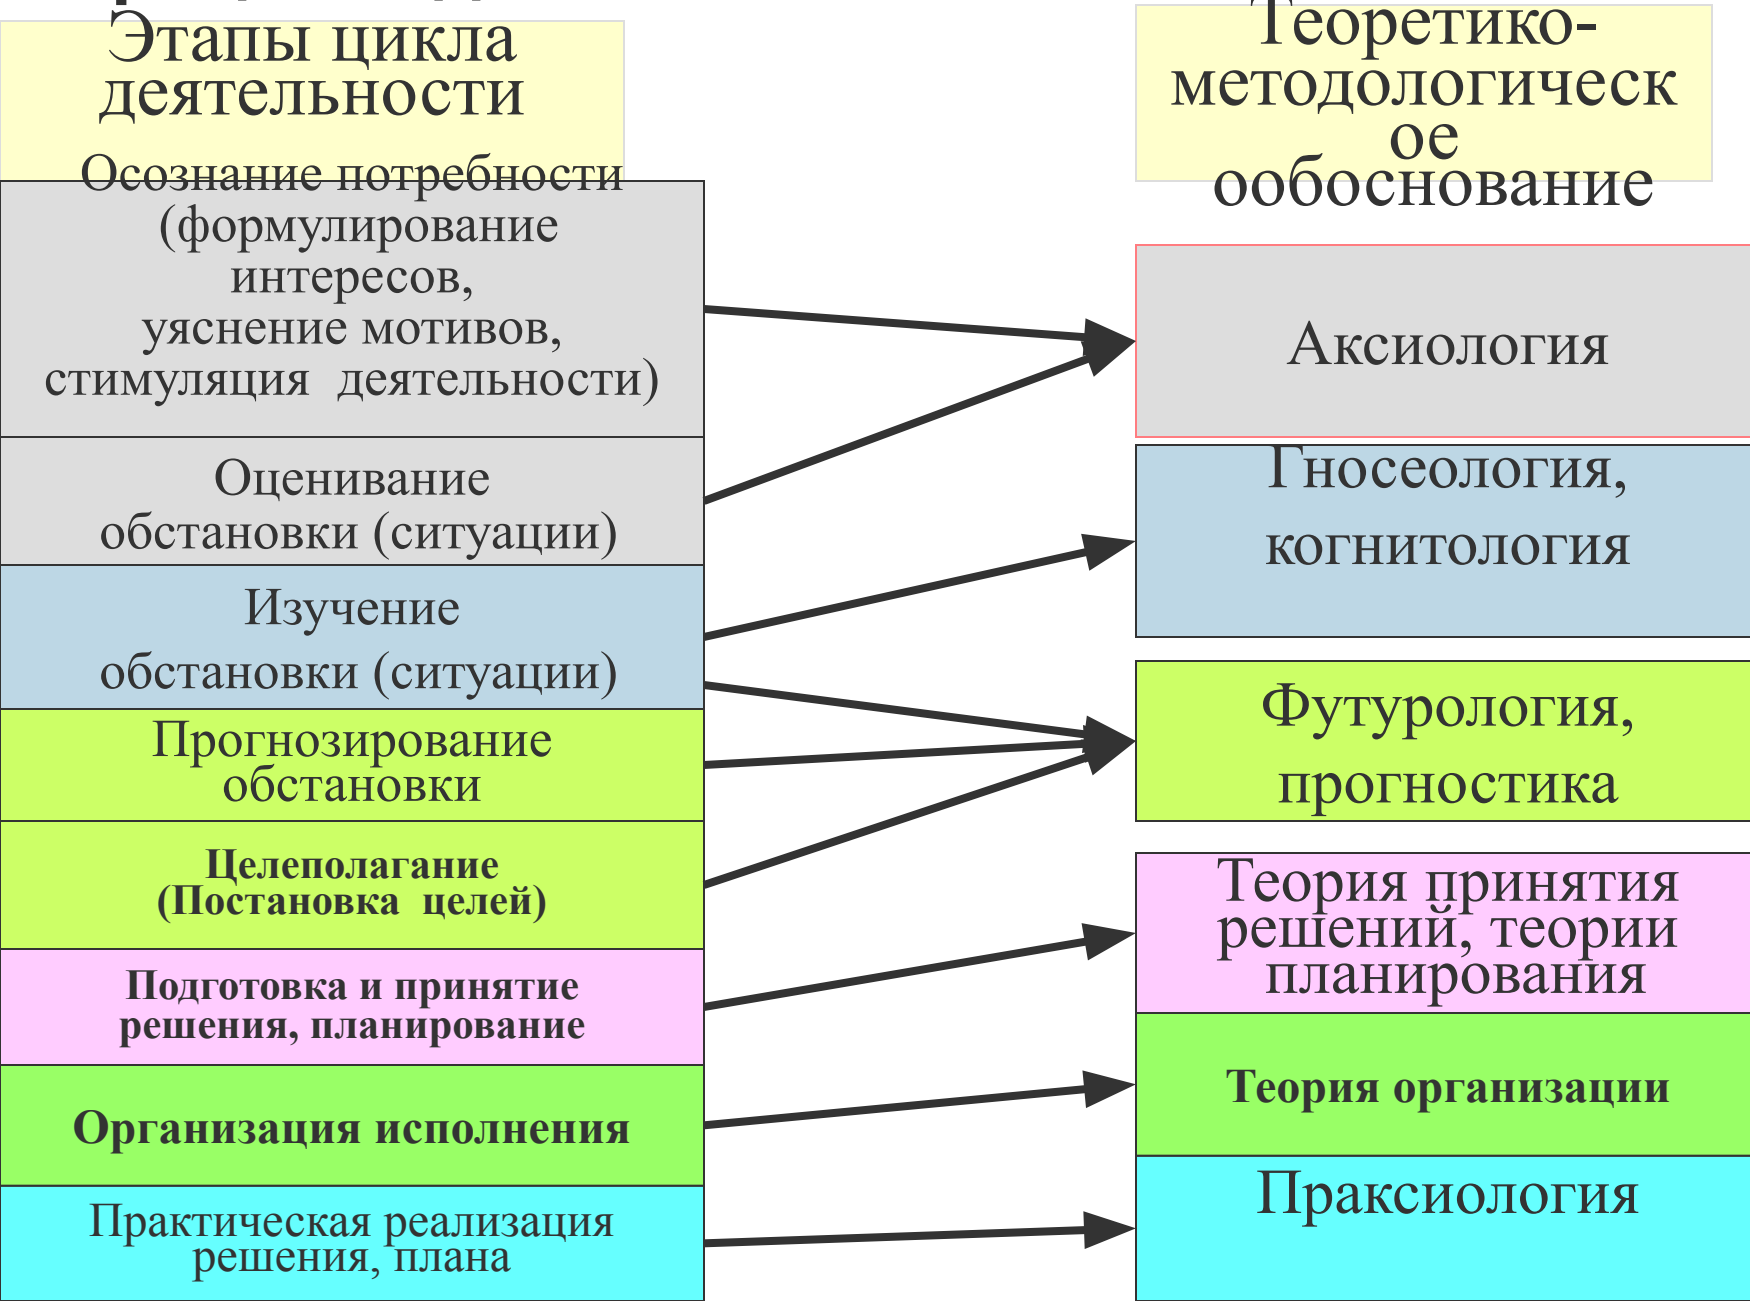 Этапы цикла
деятельности
Осознание потребности
(формулирование
интересов,
уяснение мотивов,
стимуляция деятельности)
Оценивание
обстановки (ситуации)
Изучение
обстановки (ситуации)
Прогнозирование
обстановки
Целеполагание
(Постановка целей)
Подготовка и принятие
решения, планирование
Организация исполнения
Практическая реализация
решения, плана
Теоретико-
методологическ
ое
ообоснование
Аксиология
Гносеология,
когнитология
Футурология,
прогностика
Теория принятия
решений, теории
планирования
Теория организации
Праксиология